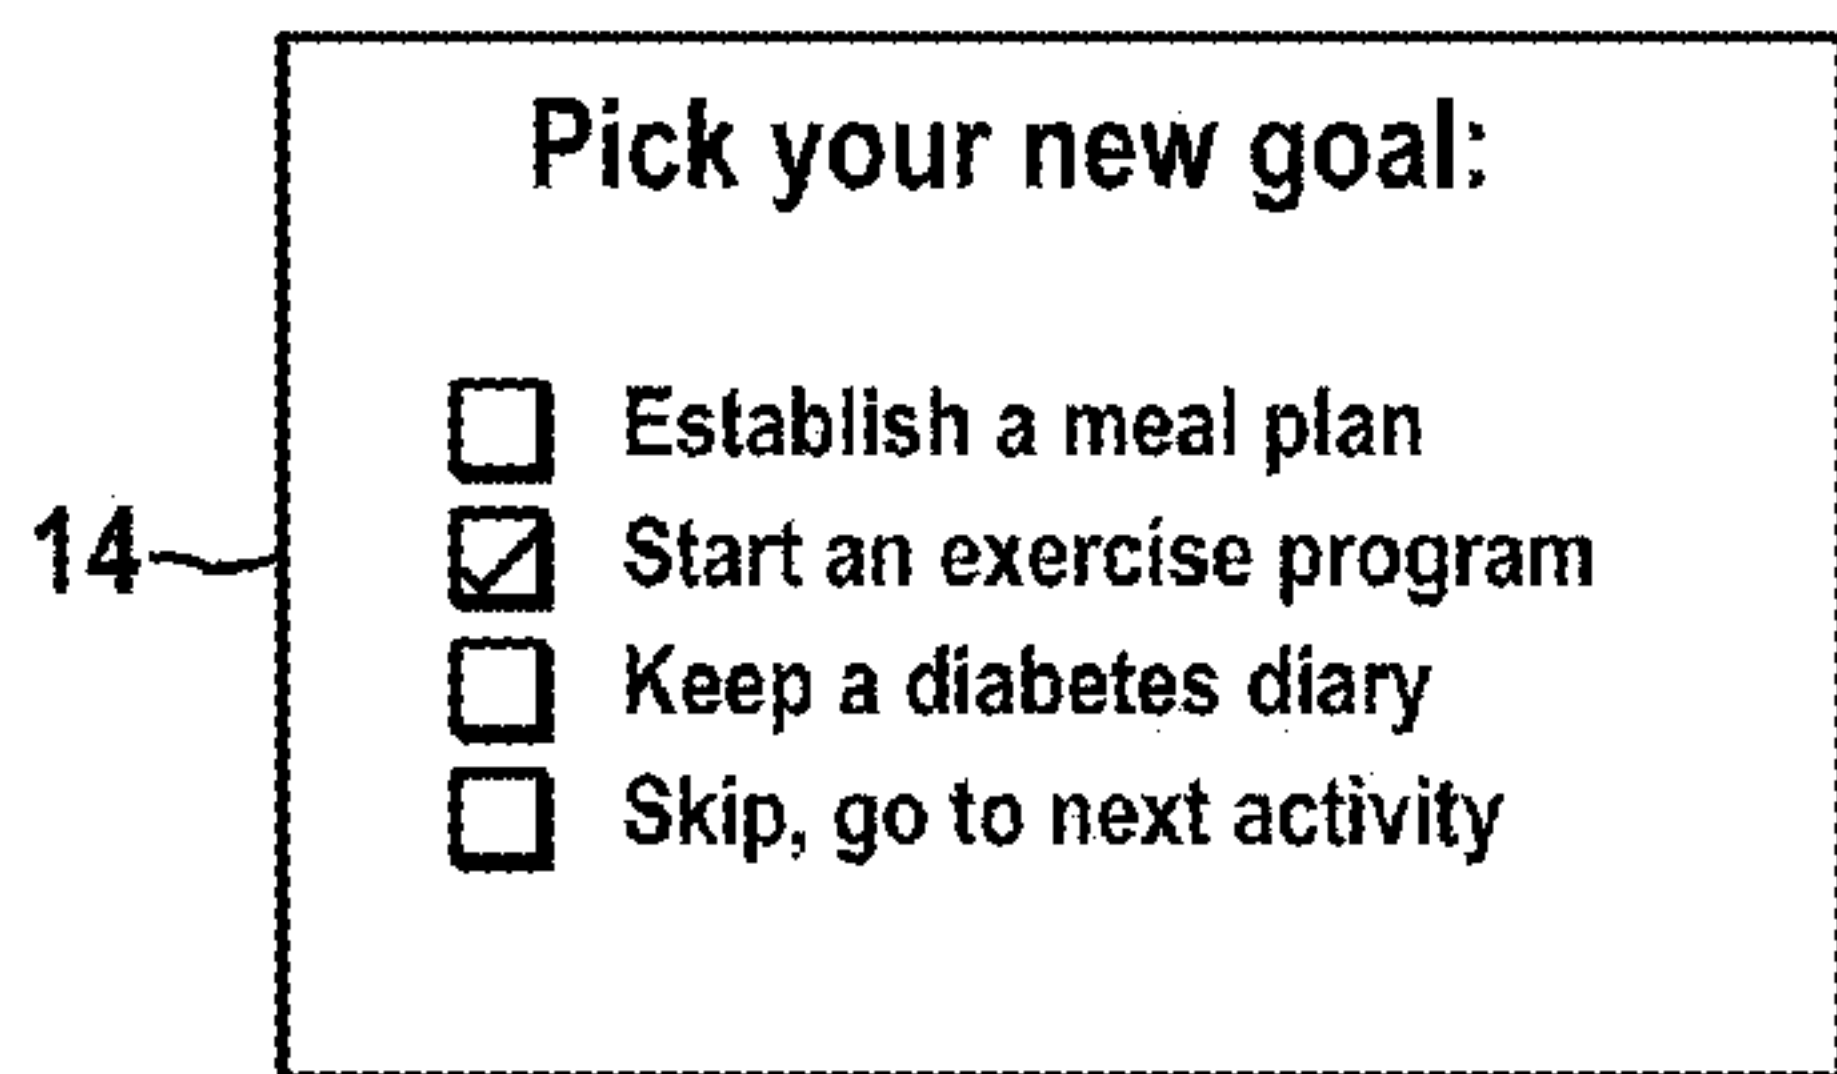 Pick your new goal:
Establish a meal plan
14
Start an exercise program
Keep a diabetes diary
Skip, go to next activity